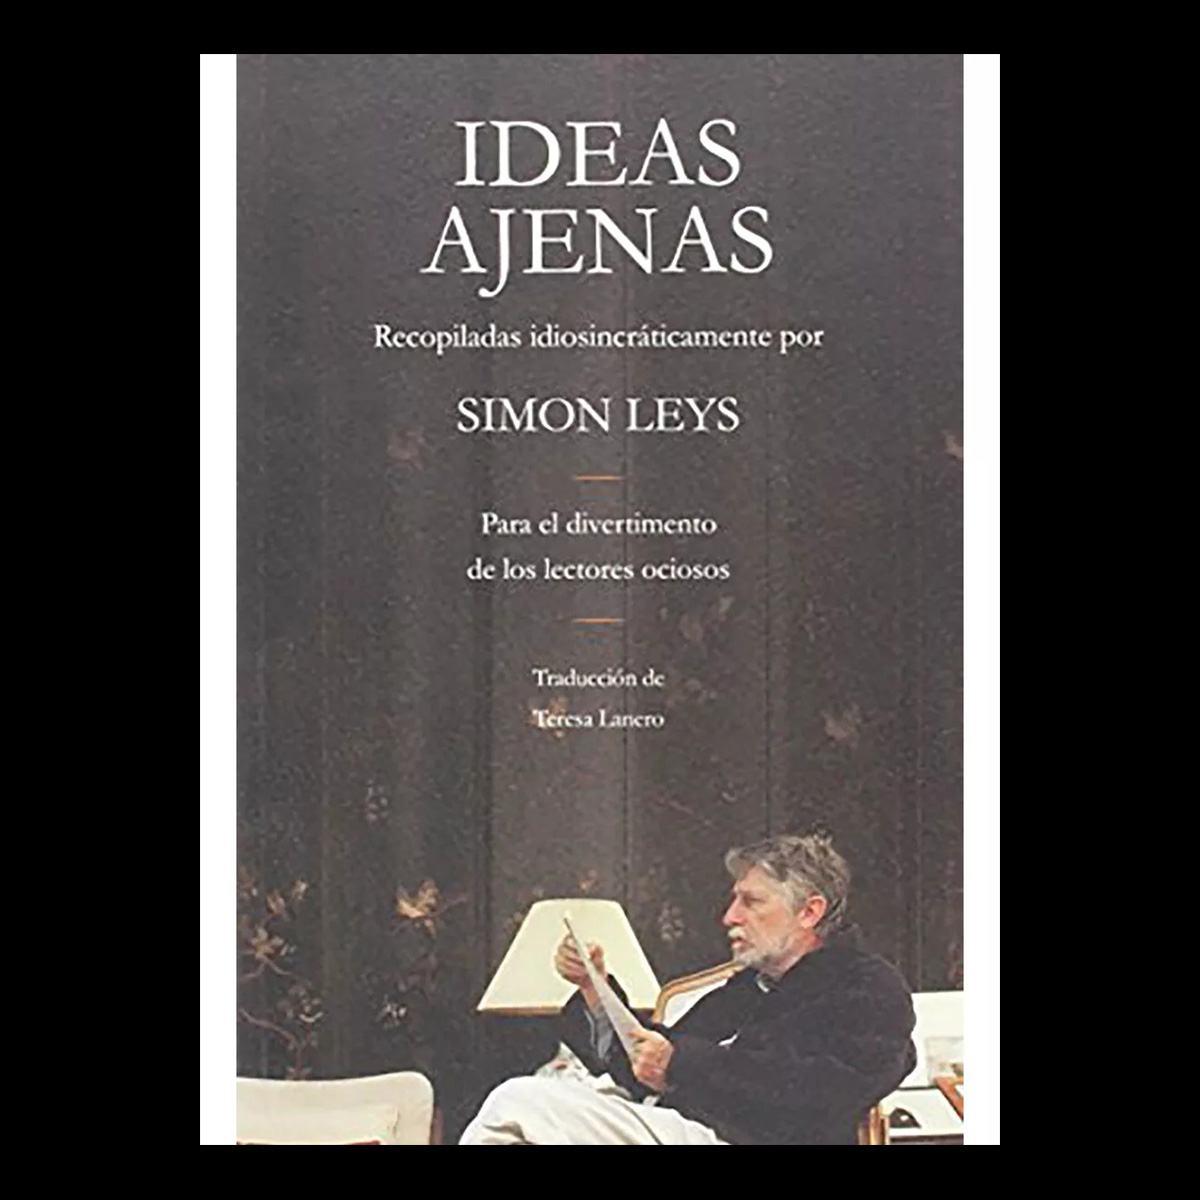 IDEAS
AJENAS
Recopiladas idiosincráticamente por
SIMON LEYS
Para el divertimento
de los lectores ociosos
Traducción de
Teresa Lanero